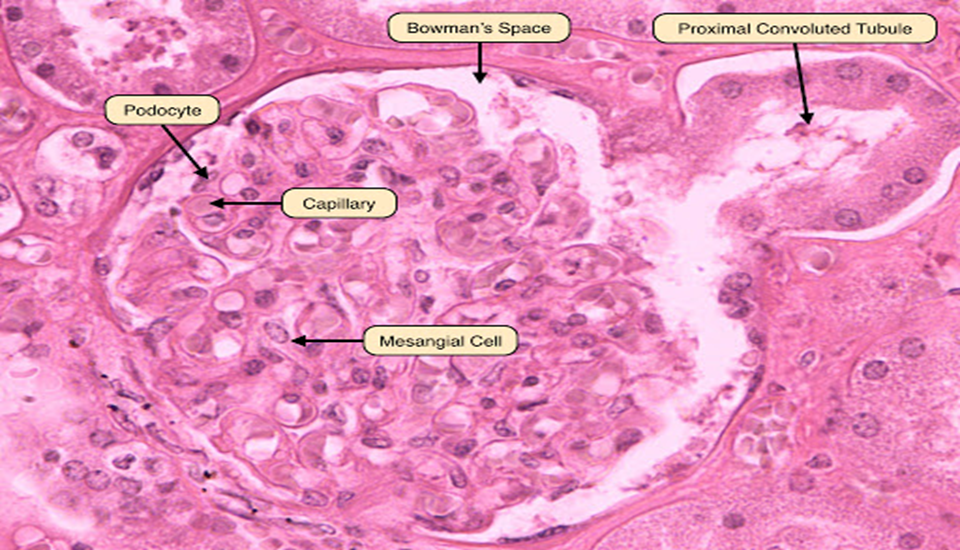 Bowman's Space
Proximal Convoluted Tubule
Podocyte
Capillary
Mesangial Cell